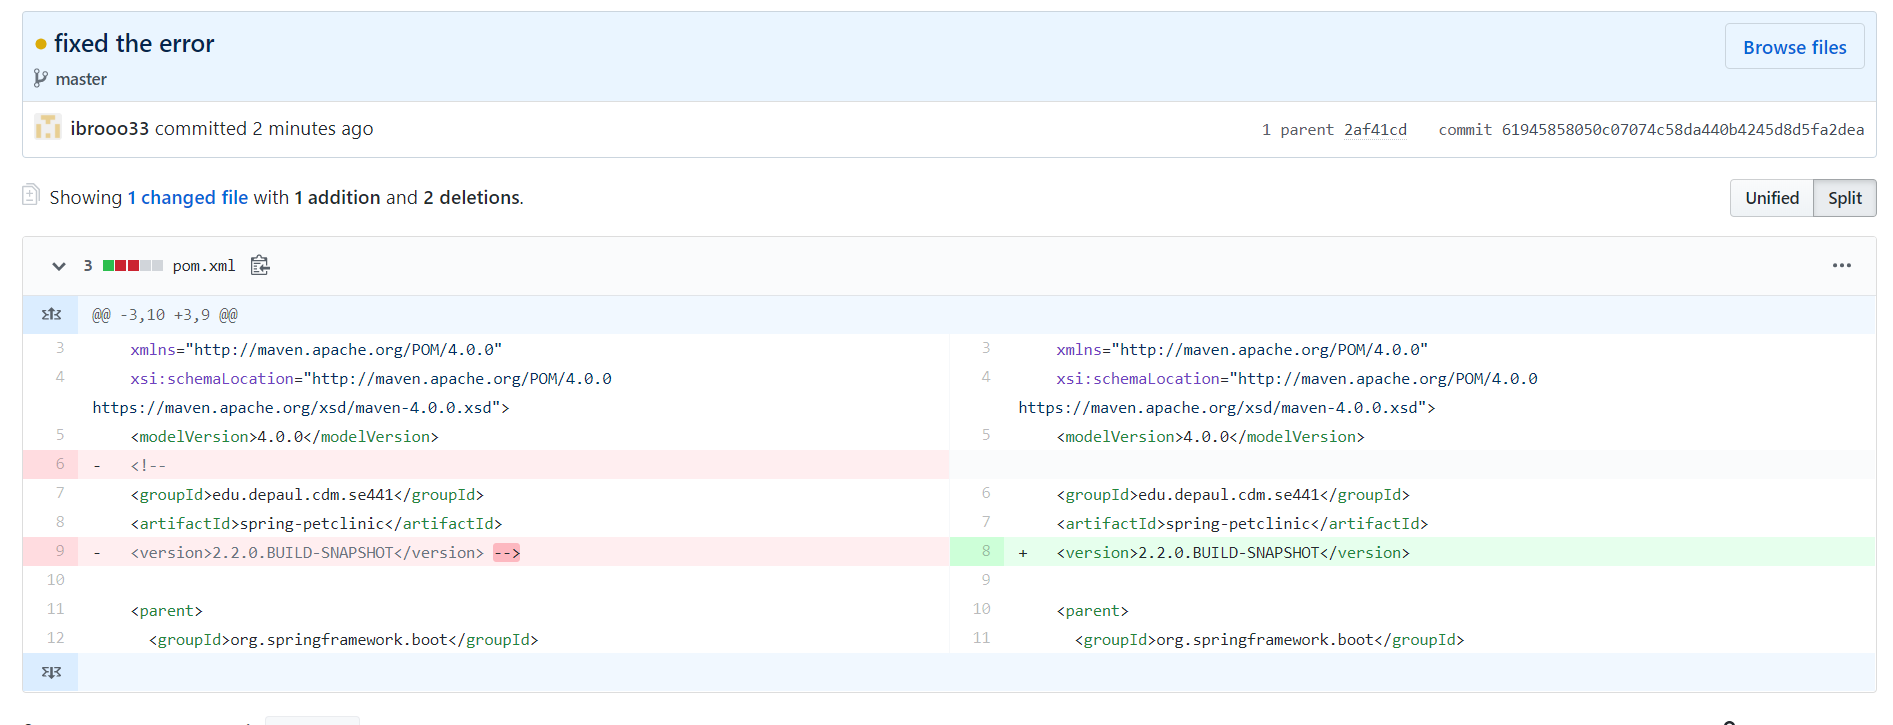 fixed the error
Browse files
master
ibrooo33 committed 2 minutes ago
1 parent 2af41cd commit 61945858050c07074c58da440b4245d8d5fa2dea
Showing 1 changed file with 1 addition and 2 deletions.
Unified Split
3 pom.xml
@@ -3,10 +3,9 @@
3 xmlns="http://maven.apache.org/POM/4.0.0"
3 xmlns="http://maven.apache.org/POM/4.0.0"
4 xsi:schemaLocation="http://maven.apache.org/POM/4.0.0
4 xsi:schemaLocation="http://maven.apache.org/POM/4.0.0
https://maven.apache.org/xsd/maven-4.0.0.xsd">
https://maven.apache.org/xsd/maven-4.0.0.xsd">
5 <modelVersion>4.0.0</modelVersion>
5 <modelVersion>4.0.0</modelVersion>
6 - <!--
7 <groupId>edu.depaul.cdm.se441</groupId>
6 <groupId>edu.depaul.cdm.se441</groupId>
8 <artifactId>spring-petclinic</artifactId>
7 <artifactId>spring-petclinic</artifactId>
9 - <version>2.2.0.BUILD-SNAPSHOT</version> -->
8 + <version>2.2.0.BUILD-SNAPSHOT</version>
10
9
11 <parent>
10 <parent>
12 <groupId>org.springframework.boot</groupId>
11 <groupId>org.springframework.boot</groupId>